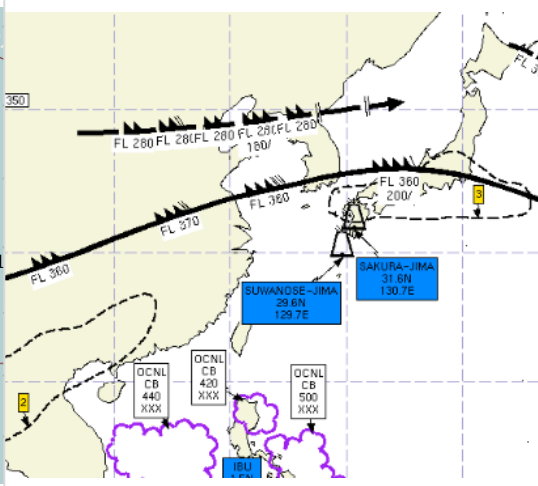 FL 3
350
FL 280
FL 280
FL 280
FL 280
FL 280
180/
FL 360
200/
FL 360
FL 370
FL 360
3
SAKURA-JIMA
31.6N
130.7E
SUWANOSE-JIMA
29.6N
129.7E
OCNL
CB
440
XXX
OCNL
CB
420
XXX
OCNL
CB
500
XXX
2
IBU